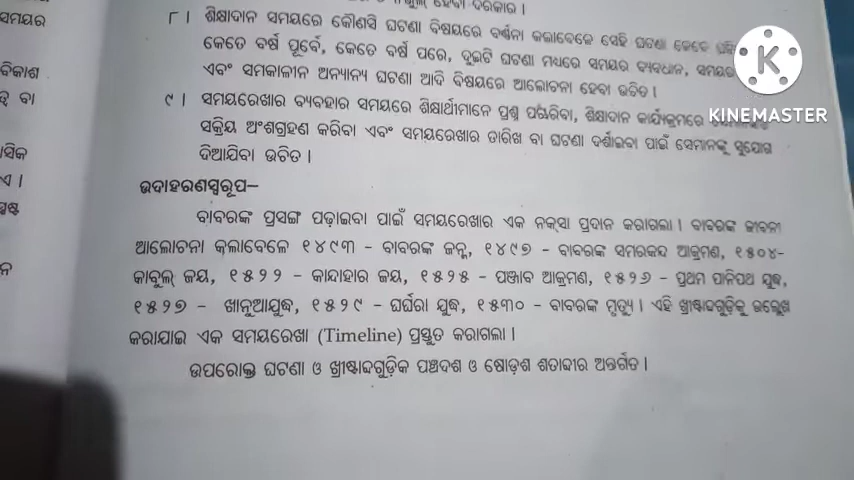 ସମୟର
ବିକାଶ
ବା
ସିକ
ଏ ।
ସ୍ପଷ୍ଟ
ନ
ହେବା ଦରକାର ।
୮ । ଶିକ୍ଷାଦାନ ସମୟରେ କୌଣସି ଘଟଣା ବିଷୟରେ ବର୍ଣ୍ଣନା କଲାବେଳେ ସେହି ଘଟଣା କେବେ
କେତେ ବର୍ଷ ପୂର୍ବେ, କେତେ ବର୍ଷ ପରେ, ଦୁଇଟି ଘଟଣା ମଧ୍ୟରେ ସମୟର ବ୍ୟବଧାନ, ସମୟର
ଏବଂ ସମକାଳୀନ ଅନ୍ୟାନ୍ୟ ଘଟଣା ଆଦି ବିଷୟରେ ଆଲୋଚନା ହେବା ଉଚିତ ।
୯ । ସମୟରେଖାର ବ୍ୟବହାର ସମୟରେ ଶିକ୍ଷାର୍ଥୀମାନେ ପ୍ରଶ୍ନ ପଚାରିବା, ଶିକ୍ଷାଦାନ କାର୍ଯ୍ୟକ୍ରମରେ
ସକ୍ରିୟ ଅଂଶଗ୍ରହଣ କରିବା ଏବଂ ସମୟରେଖାର ତାରିଖ ବା ଘଟଣା ଦର୍ଶାଇବା ପାଇଁ ସେମାନଙ୍କୁ ସୁଯୋଗ
ଦିଆଯିବା ଉଚିତ ।
ଉଦାହରଣସ୍ୱରୂପ–
ବାବରଙ୍କ ପ୍ରସଙ୍ଗ ପଢ଼ାଇବା ପାଇଁ ସମୟରେଖାର ଏକ ନକ୍ସା ପ୍ରଦାନ କରାଗଲା । ବାବରଙ୍କ ଜୀବନୀ
ଆଲୋଚନା କଲାବେଳେ ୧୪୯୩ – ବାବରଙ୍କ ଜନ୍ମ, ୧୪୯୭ – ବାବରଙ୍କ ସମରକନ୍ଦ ଆକ୍ରମଣ, ୧୫୦୪–
କାବୁଲ୍ ଜୟ, ୧୫୨୨ – କାନ୍ଦାହାର ଜୟ, ୧୫୨୫ – ପଞ୍ଜାବ ଆକ୍ରମଣ, ୧୫୨୬ – ପ୍ରଥମ ପାନିପଥ ଯୁଦ୍ଧ,
୧୫୨୭ – ଖାନୁଆଯୁଦ୍ଧ, ୧୫୨୯ – ଘର୍ଘରା ଯୁଦ୍ଧ, ୧୫୩୦ – ବାବରଙ୍କ ମୃତ୍ୟୁ । ଏହି ଖ୍ରୀଷ୍ଟାବ୍ଦଗୁଡ଼ିକୁ ଉଲ୍ଲେଖ
କରାଯାଇ ଏକ ସମୟରେଖା (Timeline) ପ୍ରସ୍ତୁତ କରାଗଲା ।
ଉପରୋକ୍ତ ଘଟଣା ଓ ଖ୍ରୀଷ୍ଟାବ୍ଦଗୁଡ଼ିକ ପଞ୍ଚଦଶ ଓ ଷୋଡ଼ଶ ଶତାବ୍ଦୀର ଅନ୍ତର୍ଗତ ।
K
KINEMASTER